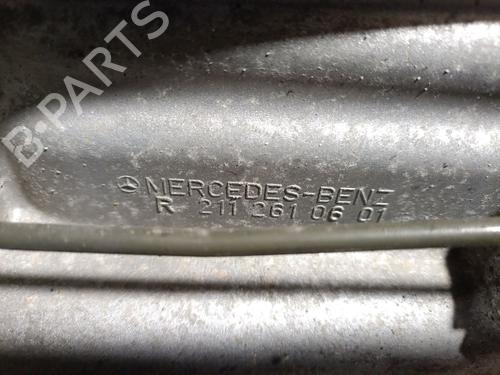 B-PARTS
MERCEDES-BENZ
R 211 261 06 01